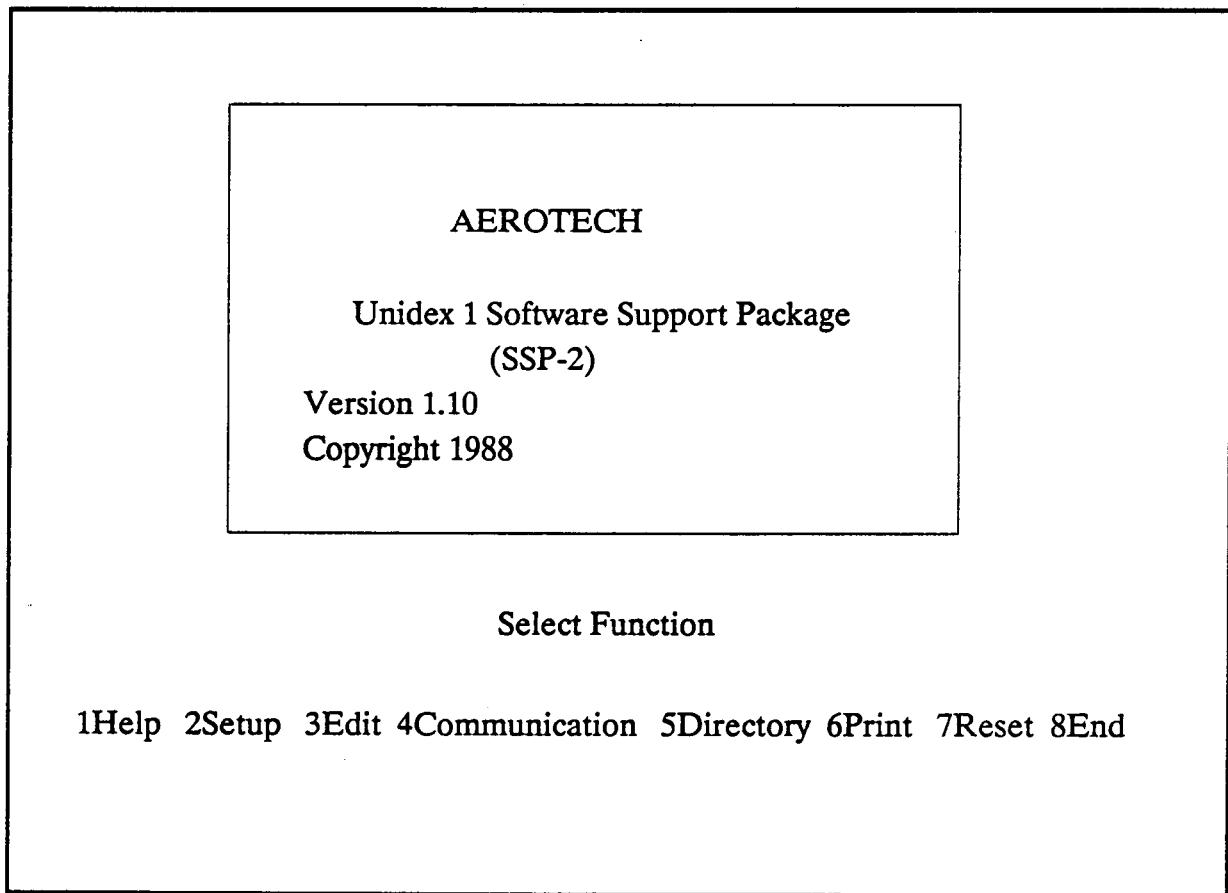 AEROTECH
Unidex 1 Software Support Package
(SSP-2)
Version 1.10
Copyright 1988
Select Function
1Help 2Setup 3Edit 4Communication 5Directory 6Print 7Reset 8End